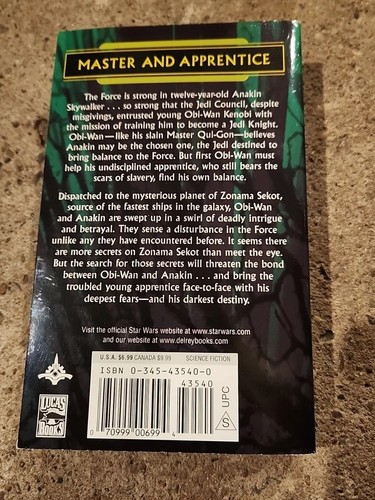 MASTER AND APPRENTICE
The Force is strong in twelve-year-old Anakin
Skywalker . . . so strong that the Jedi Council, despite
misgivings, entrusted young Obi-Wan Kenobi with
the mission of training him to become a Jedi Knight.
Obi-Wan—like his slain Master Qui-Gon—believes
Anakin may be the chosen one, the Jedi destined to
bring balance to the Force. But first Obi-Wan must
help his undisciplined apprentice, who still bears the
scars of slavery, find his own balance.
Dispatched to the mysterious planet of Zonama Sekot,
source of the fastest ships in the galaxy, Obi-Wan
and Anakin are swept up in a swirl of deadly intrigue
and betrayal. They sense a disturbance in the Force
unlike any they have encountered before. It seems there
are more secrets on Zonama Sekot than meet the eye.
But the search for those secrets will threaten the bond
between Obi-Wan and Anakin . . . and bring the
troubled young apprentice face-to-face with his
deepest fears—and his darkest destiny.
Visit the official Star Wars website at www.starwars.com
and our website at www.delreybooks.com
U.S.A. $6.99 CANADA $9.99 SCIENCE FICTION
ISBN 0-345-43540-0
43540
0 70999 00699 4
UPC
S
LUCAS
BOOKS